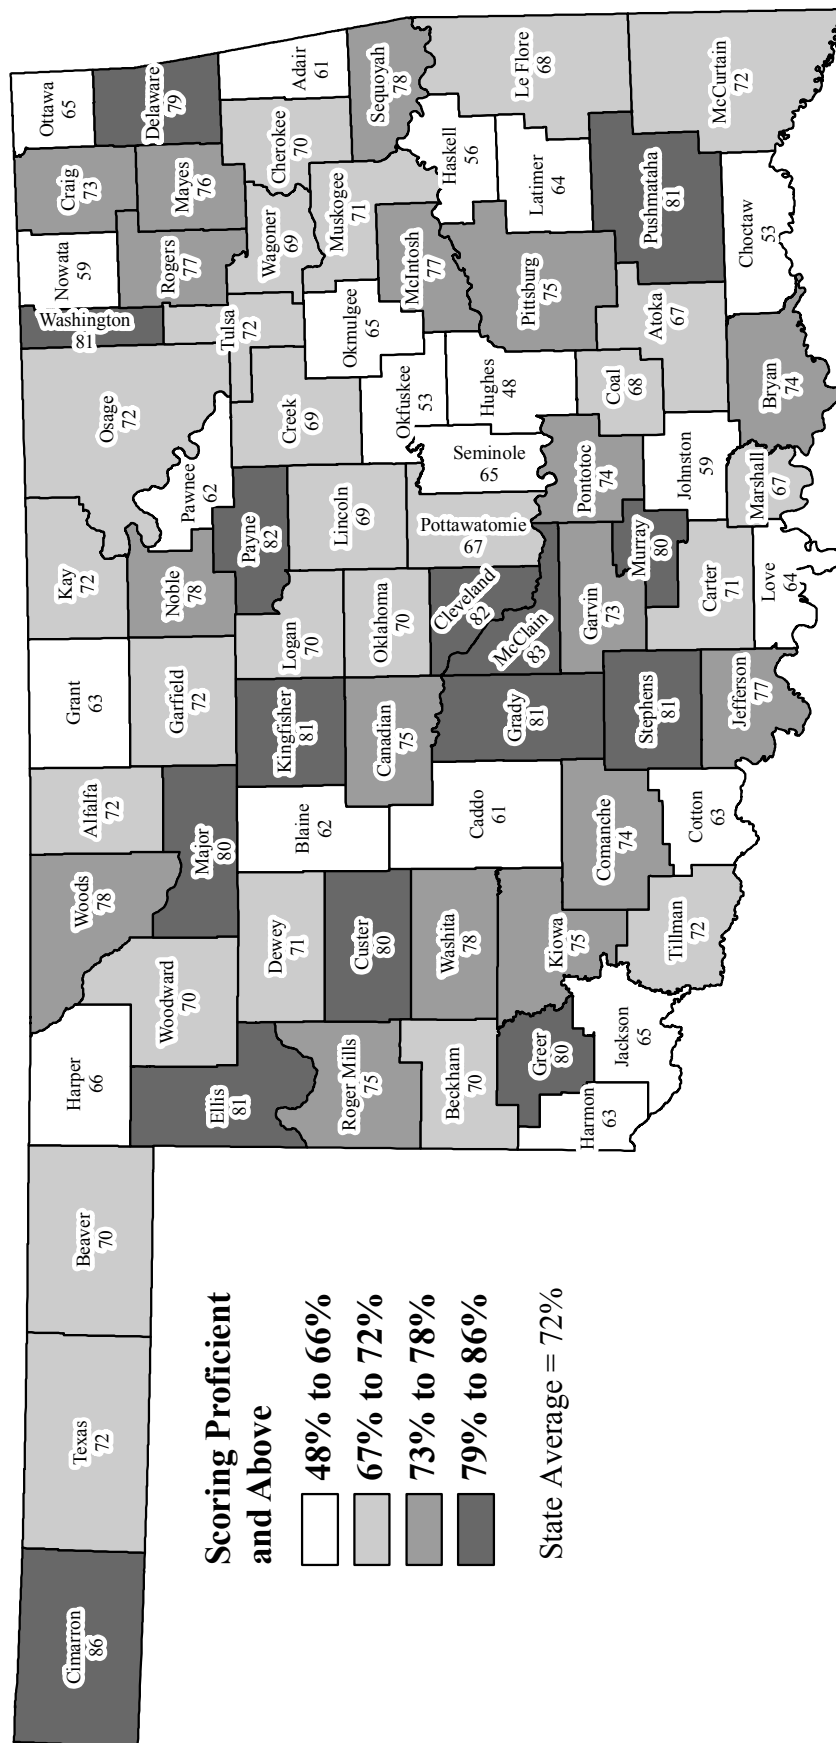 Cimarron
86
Texas
72
Beaver
70
Harper
66
Woods
78
Alfalfa
72
Grant
63
Kay
72
Osage
72
Washington
81
Nowata
59
Craig
73
Ottawa
65
Ellis
81
Woodward
70
Major
80
Garfield
72
Noble
78
Pawnee
62
Rogers
77
Mayes
76
Delaware
79
Roger Mills
75
Dewey
71
Blaine
62
Kingfisher
81
Logan
70
Payne
82
Creek
69
Tulsa
72
Wagoner
69
Cherokee
70
Adair
61
Custer
80
Canadian
75
Oklahoma
70
Lincoln
69
Okfuskee
53
Okmulgee
65
Muskogee
71
Sequoyah
78
Beckham
70
Washita
78
Caddo
61
Grady
81
Cleveland
82
McClain
83
Pottawatomie
67
Seminole
65
Hughes
48
McIntosh
77
Haskell
56
Le Flore
68
Harmon
63
Greer
80
Kiowa
75
Comanche
74
Garvin
73
Pontotoc
74
Coal
68
Pittsburg
75
Latimer
64
Jackson
65
Tillman
72
Cotton
63
Stephens
81
Murray
80
Johnston
59
Atoka
67
Pushmataha
81
McCurtain
72
Jefferson
77
Carter
71
Love
64
Marshall
67
Bryan
74
Choctaw
53
Scoring Proficient
and Above
48% to 66%
67% to 72%
73% to 78%
79% to 86%
State Average = 72%